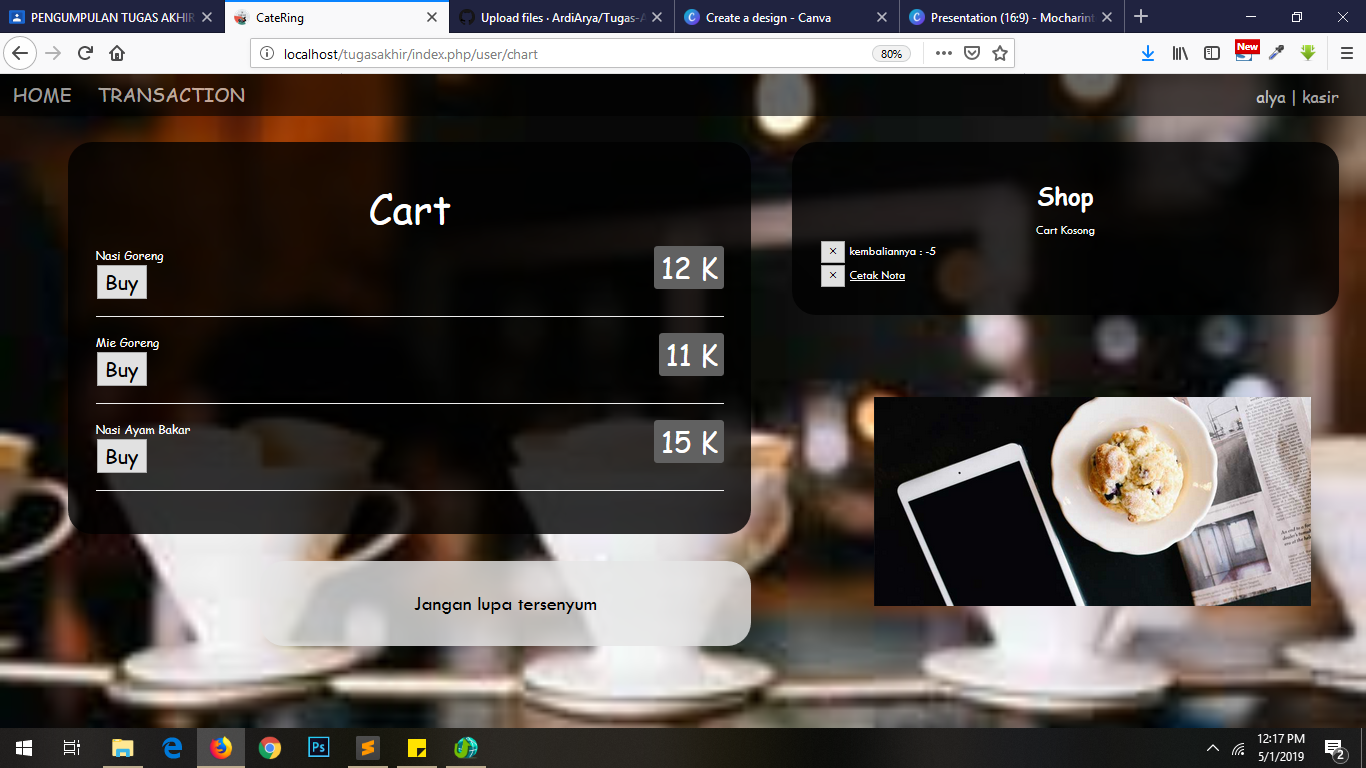 PENGUMPULAN TUGAS AKHIR
CateRing
Upload files · ArdiArya/Tugas-A
Create a design - Canva
Presentation (16:9) - Mocharint
localhost/tugasakhir/index.php/user/chart
80%
New
HOME
TRANSACTION
alya | kasir
Cart
Nasi Goreng
12 K
Buy
Mie Goreng
11 K
Buy
Nasi Ayam Bakar
15 K
Buy
Jangan lupa tersenyum
Shop
Cart Kosong
× kembaliannya : -5
× Cetak Nota
Ps
12:17 PM
5/1/2019
2